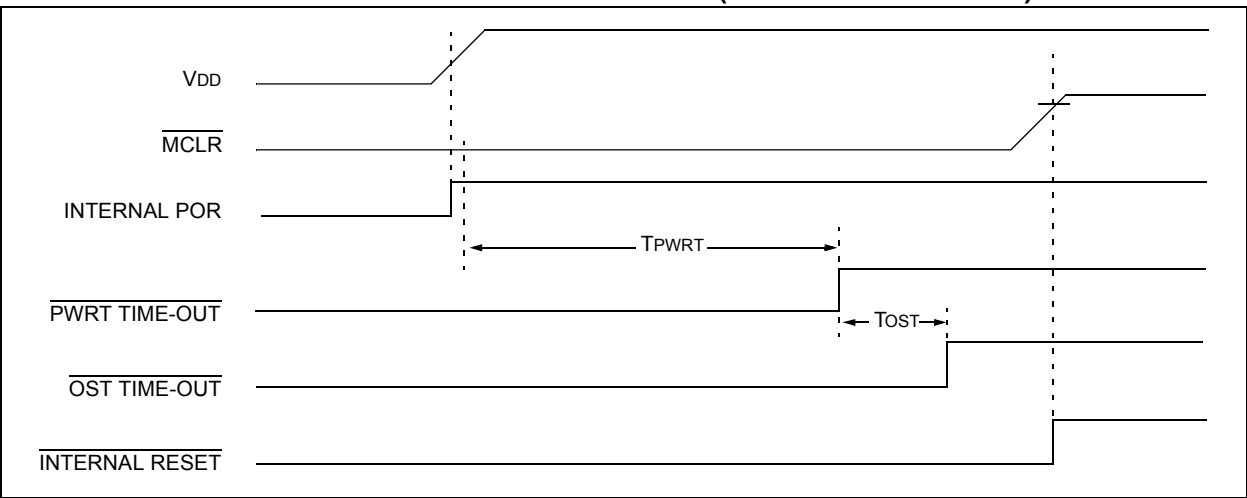 VDD
MCLR
INTERNAL POR
TPWRT
PWRT TIME-OUT
TOST
OST TIME-OUT
INTERNAL RESET